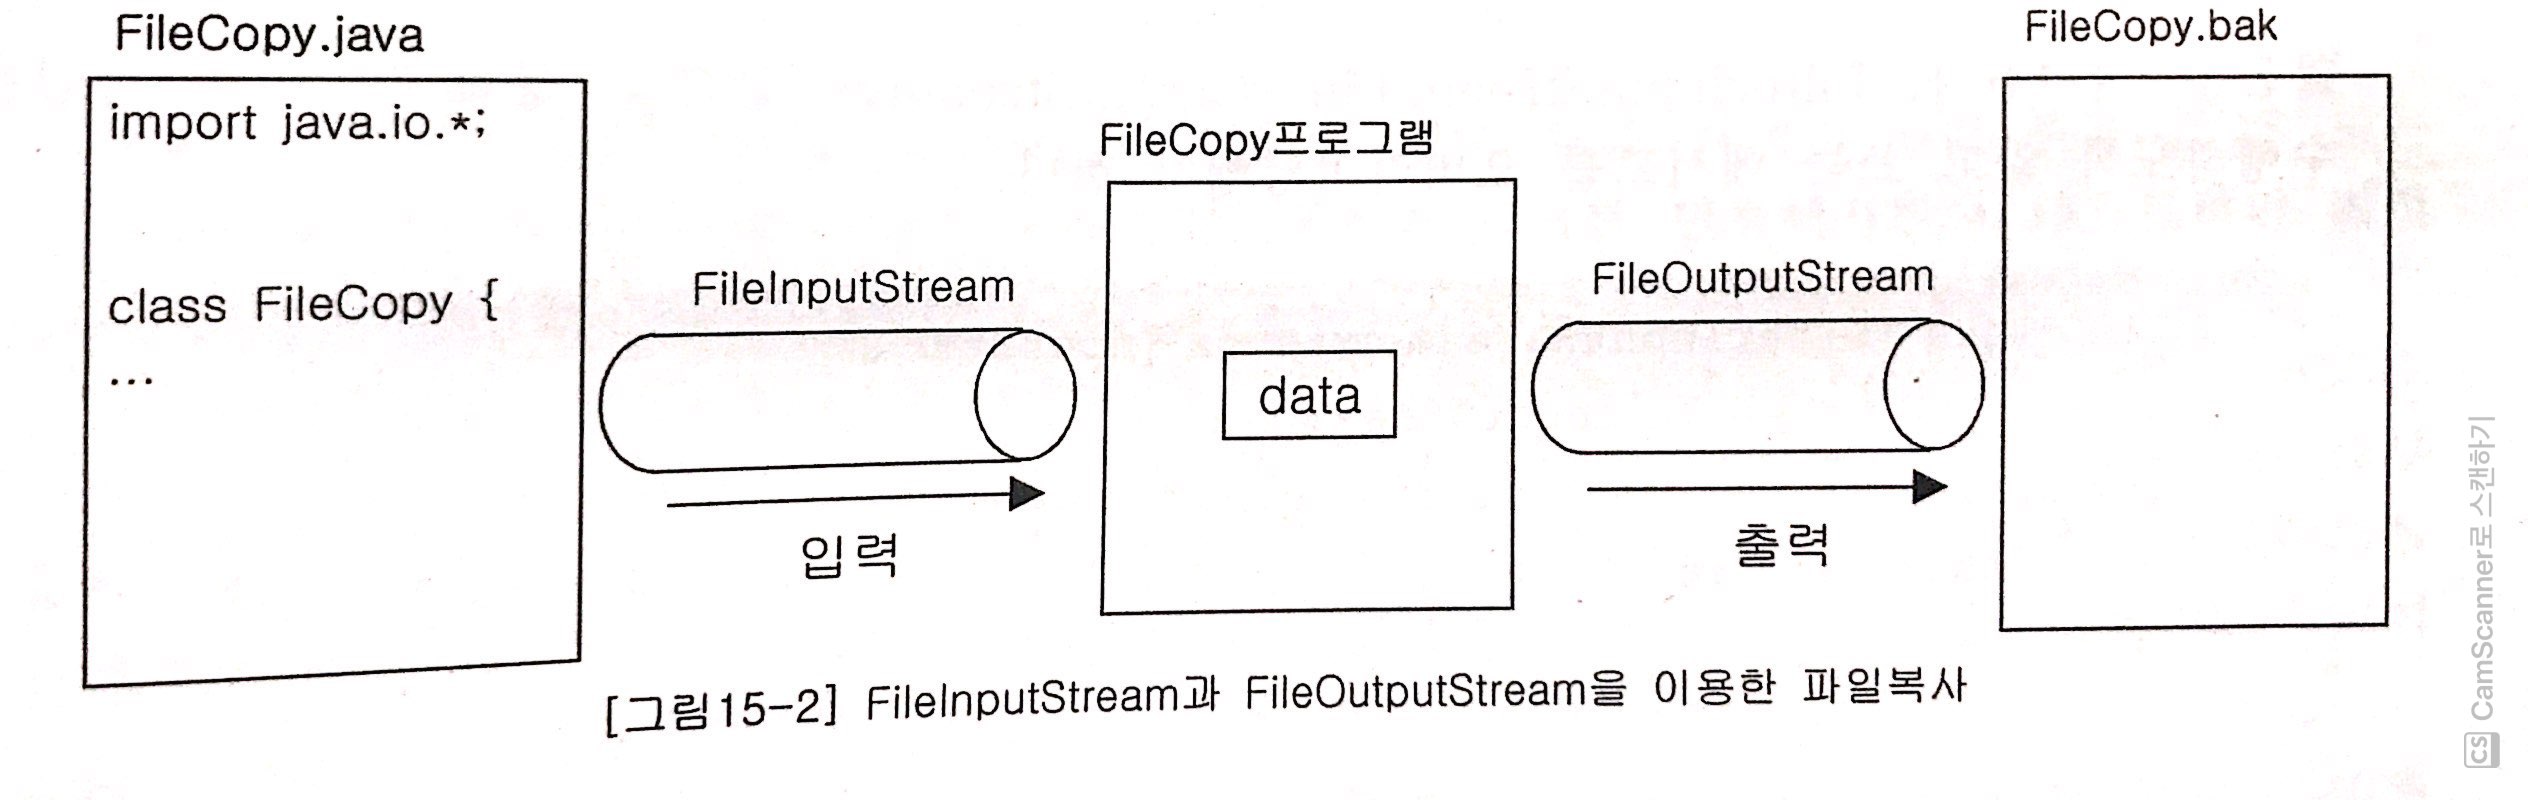 FileCopy.java
import java.io.*;
class FileCopy {
...
FileInputStream
입력
FileCopy프로그램
data
FileOutputStream
출력
FileCopy.bak
[그림15-2] FileInputStream과 FileOutputStream을 이용한 파일복사
CS CamScanner로 스캔하기